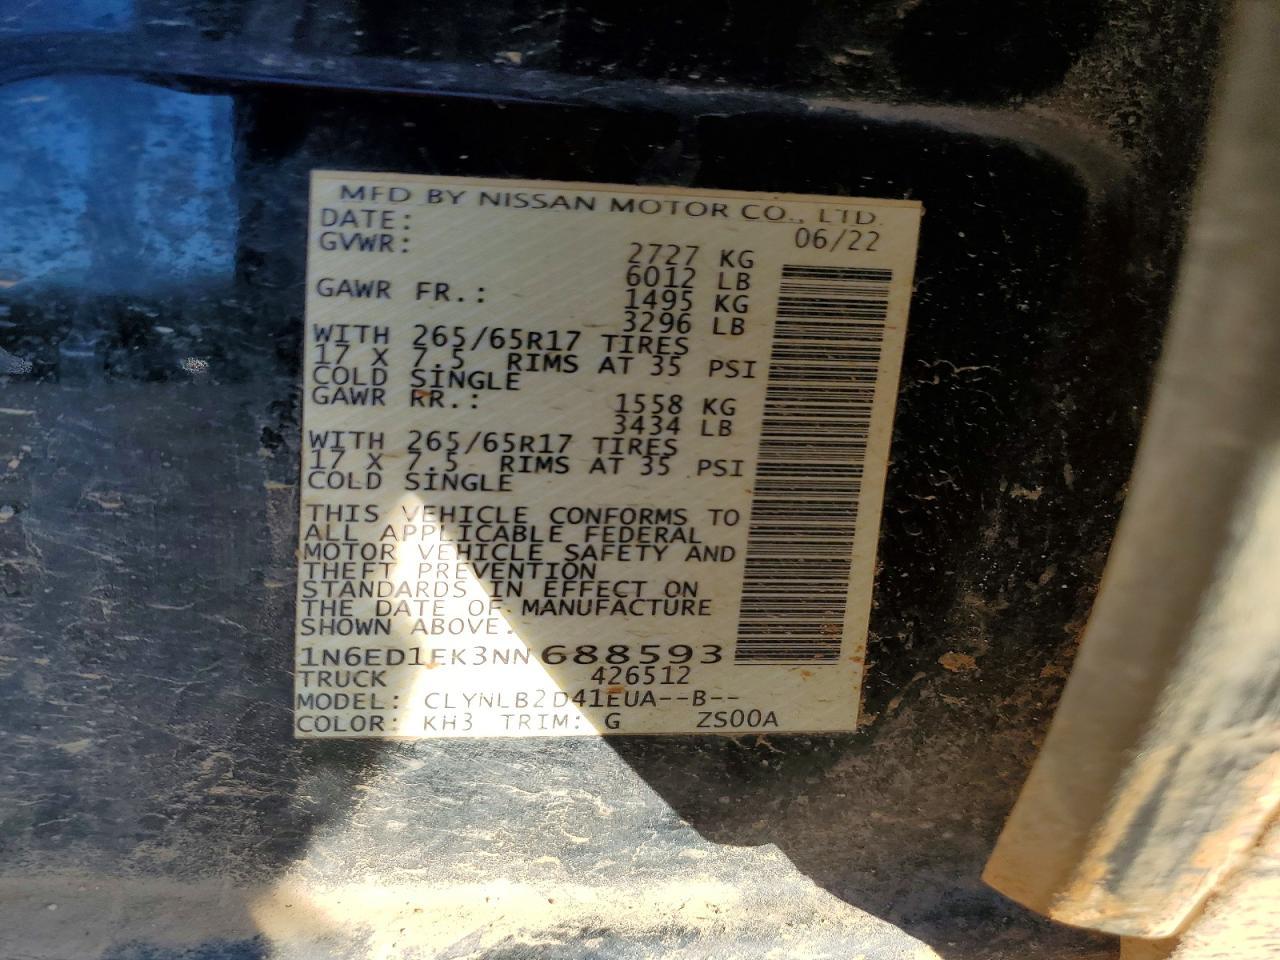 MFD BY NISSAN MOTOR CO., LTD.
DATE: 06/22
GVWR: 2727 KG
6012 LB
GAWR FR.: 1495 KG
3296 LB
WITH 265/65R17 TIRES
17 X 7.5 RIMS AT 35 PSI
COLD SINGLE
GAWR RR.: 1558 KG
3434 LB
WITH 265/65R17 TIRES
17 X 7.5 RIMS AT 35 PSI
COLD SINGLE
THIS VEHICLE CONFORMS TO
ALL APPLICABLE FEDERAL
MOTOR VEHICLE SAFETY AND
THEFT PREVENTION
STANDARDS IN EFFECT ON
THE DATE OF MANUFACTURE
SHOWN ABOVE.
1N6ED1EK3NN688593
TRUCK 426512
MODEL: CLYNLB2D41EUA--B--
COLOR: KH3 TRIM: G ZS00A